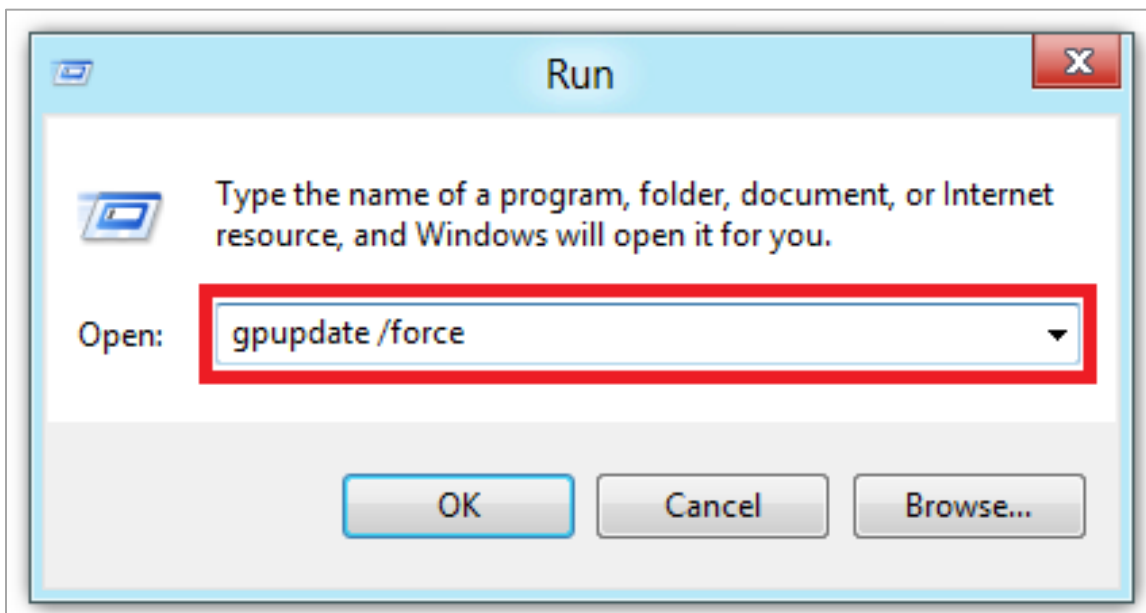 Run
Type the name of a program, folder, document, or Internet
resource, and Windows will open it for you.
Open: gpupdate /force
OK Cancel Browse...